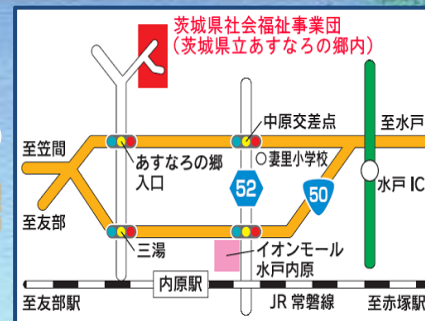 茨城県社会福祉事業団
(茨城県立あすなろの郷内)
至笠間
中原交差点
至水戸
あすなろの郷
入口
妻里小学校
52
50
水戸 IC
至友部
三湯
イオンモール
水戸内原
内原駅
至友部駅
JR 常磐線
至赤塚駅